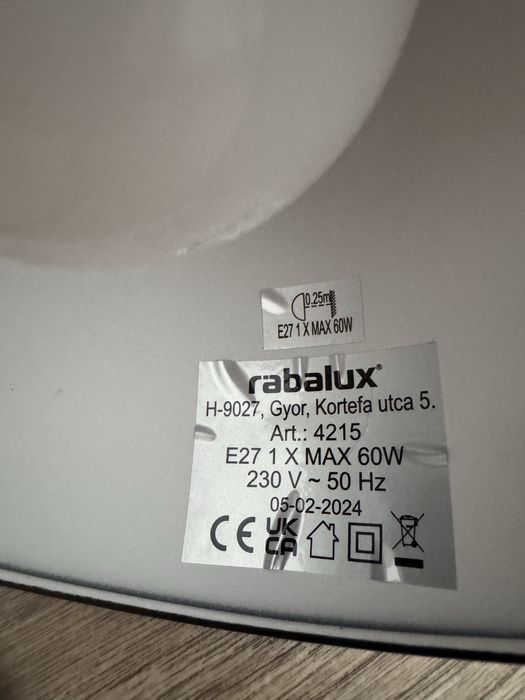 0.25m
E27 1 X MAX 60W
rabalux®
H-9027, Gyor, Kortefa utca 5.
Art.: 4215
E27 1 X MAX 60W
230 V ~ 50 Hz
05-02-2024
CE UK
CA